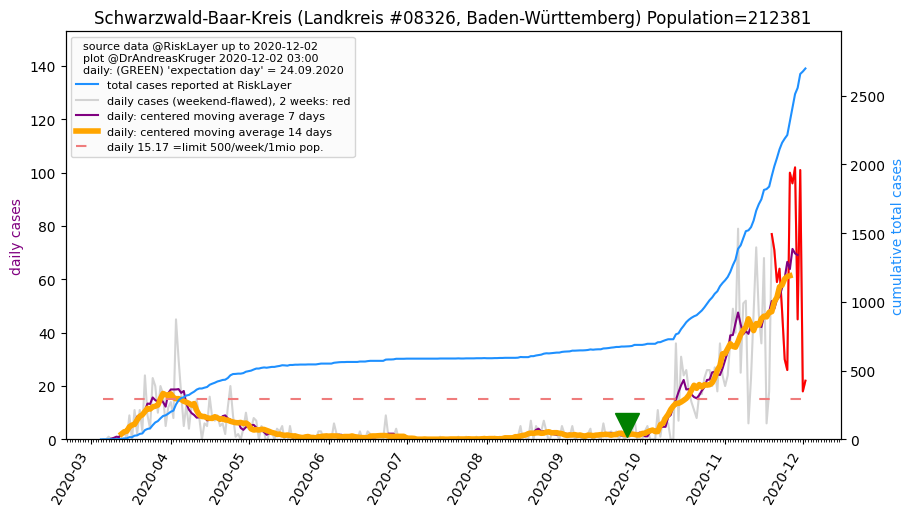 Schwarzwald-Baar-Kreis (Landkreis #08326, Baden-Württemberg) Population=212381
source data @RiskLayer up to 2020-12-02
plot @DrAndreasKruger 2020-12-02 03:00
daily: (GREEN) 'expectation day' = 24.09.2020
total cases reported at RiskLayer
daily cases (weekend-flawed), 2 weeks: red
daily: centered moving average 7 days
daily: centered moving average 14 days
daily 15.17 =limit 500/week/1mio pop.
daily cases
140
120
100
80
60
40
20
0
cumulative total cases
2500
2000
1500
1000
500
0
2020-03
2020-04
2020-05
2020-06
2020-07
2020-08
2020-09
2020-10
2020-11
2020-12